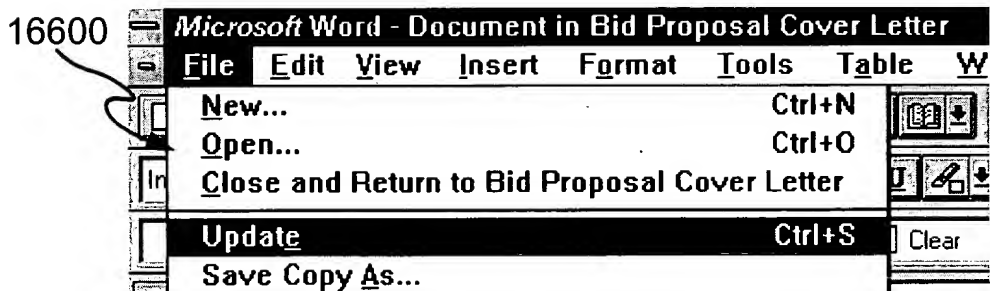 16600
Microsoft Word - Document in Bid Proposal Cover Letter
File Edit View Insert Format Tools Table W
New... Ctrl+N
Open... Ctrl+O
In
Close and Return to Bid Proposal Cover Letter U
Update Ctrl+S Clear
Save Copy As...